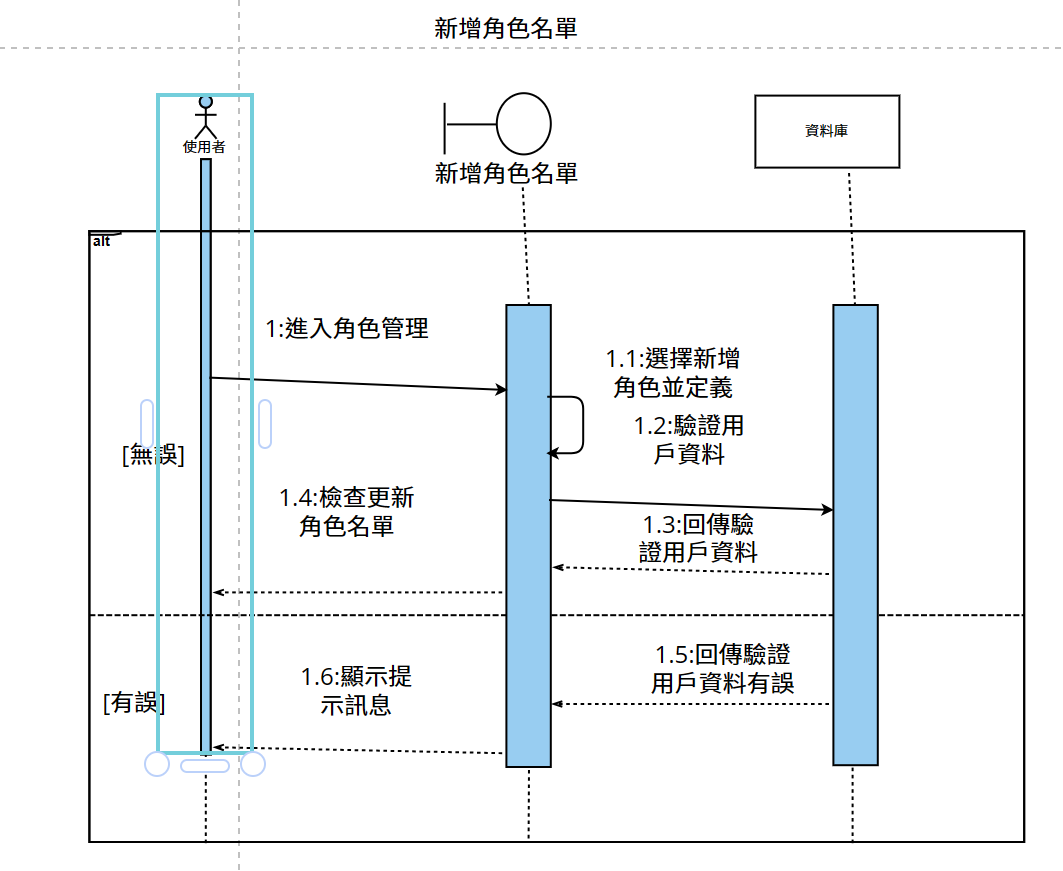 新增角色名單
使用者
新增角色名單
資料庫
alt
1:進入角色管理
1.1:選擇新增
角色並定義
1.2:驗證用
戶資料
[無誤]
1.4:檢查更新
角色名單
1.3:回傳驗
證用戶資料
1.5:回傳驗證
用戶資料有誤
1.6:顯示提
示訊息
[有誤]